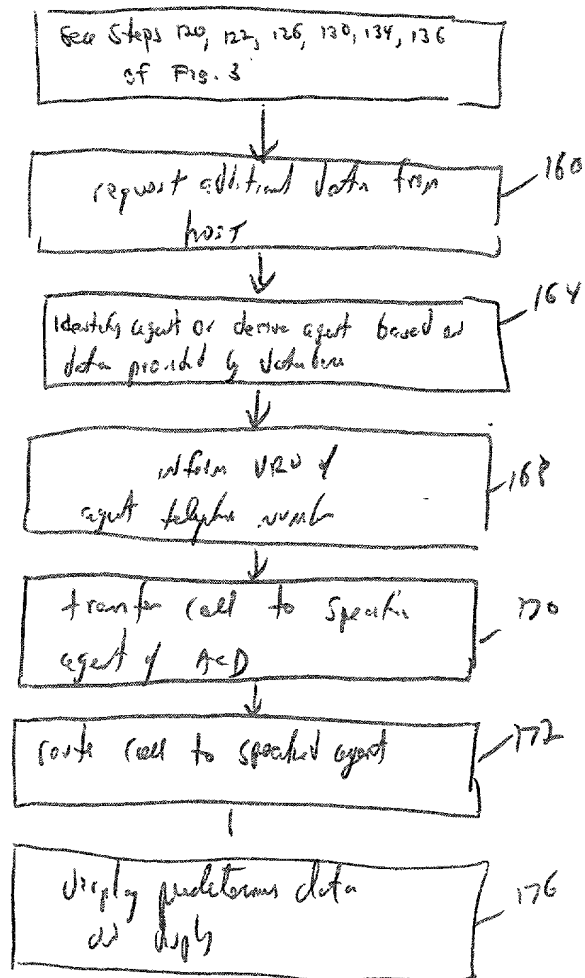 See Steps 120, 122, 126, 130, 134, 136
of Fig. 3
request additional data from
host
160
Identify agent or derive agent based on
data provided by database
164
inform VRU of
agent telephone number
168
transfer call to specific
agent of ACD
170
route call to specified agent
172
display predetermined data
on display
176